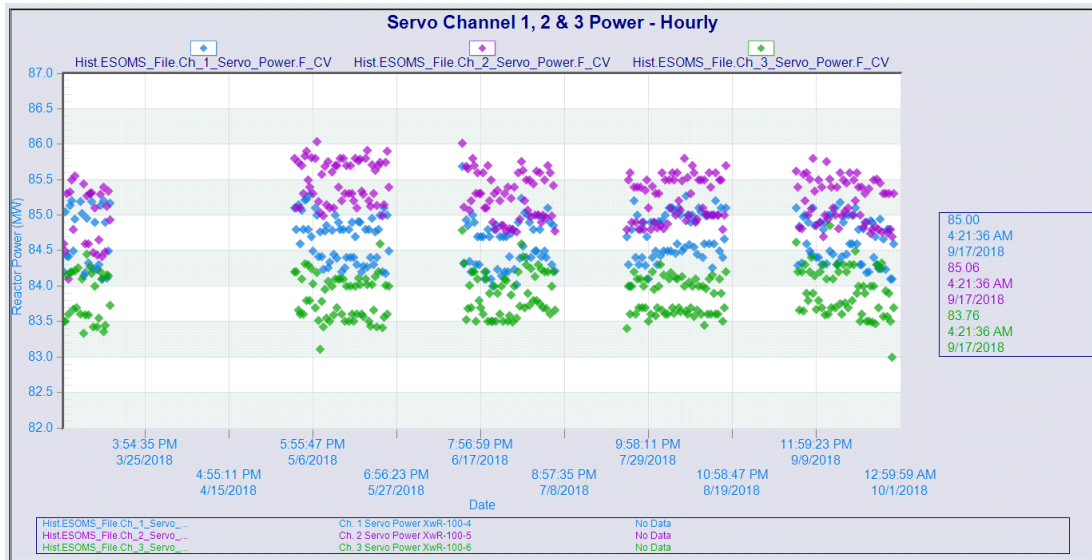 Servo Channel 1, 2 & 3 Power - Hourly
Hist.ESOMS_File.Ch_1_Servo_Power.F_CV Hist.ESOMS_File.Ch_2_Servo_Power.F_CV Hist.ESOMS_File.Ch_3_Servo_Power.F_CV
Reactor Power (MW)
87.0
86.5
86.0
85.5
85.0
84.5
84.0
83.5
83.0
82.5
82.0
85.00
4:21:36 AM
9/17/2018
85.06
4:21:36 AM
9/17/2018
83.76
4:21:36 AM
9/17/2018
3:54:35 PM 5:55:47 PM 7:56:59 PM 9:58:11 PM 11:59:23 PM
3/25/2018 5/6/2018 6/17/2018 7/29/2018 9/9/2018
4:55:11 PM 6:56:23 PM 8:57:35 PM 10:58:47 PM 12:59:59 AM
4/15/2018 5/27/2018 7/8/2018 8/19/2018 10/1/2018
Date
Hist.ESOMS_File.Ch_1_Servo_... Ch. 1 Servo Power XwR-100-4 No Data
Hist.ESOMS_File.Ch_2_Servo_... Ch. 2 Servo Power XwR-100-5 No Data
Hist.ESOMS_File.Ch_3_Servo_... Ch. 3 Servo Power XwR-100-6 No Data